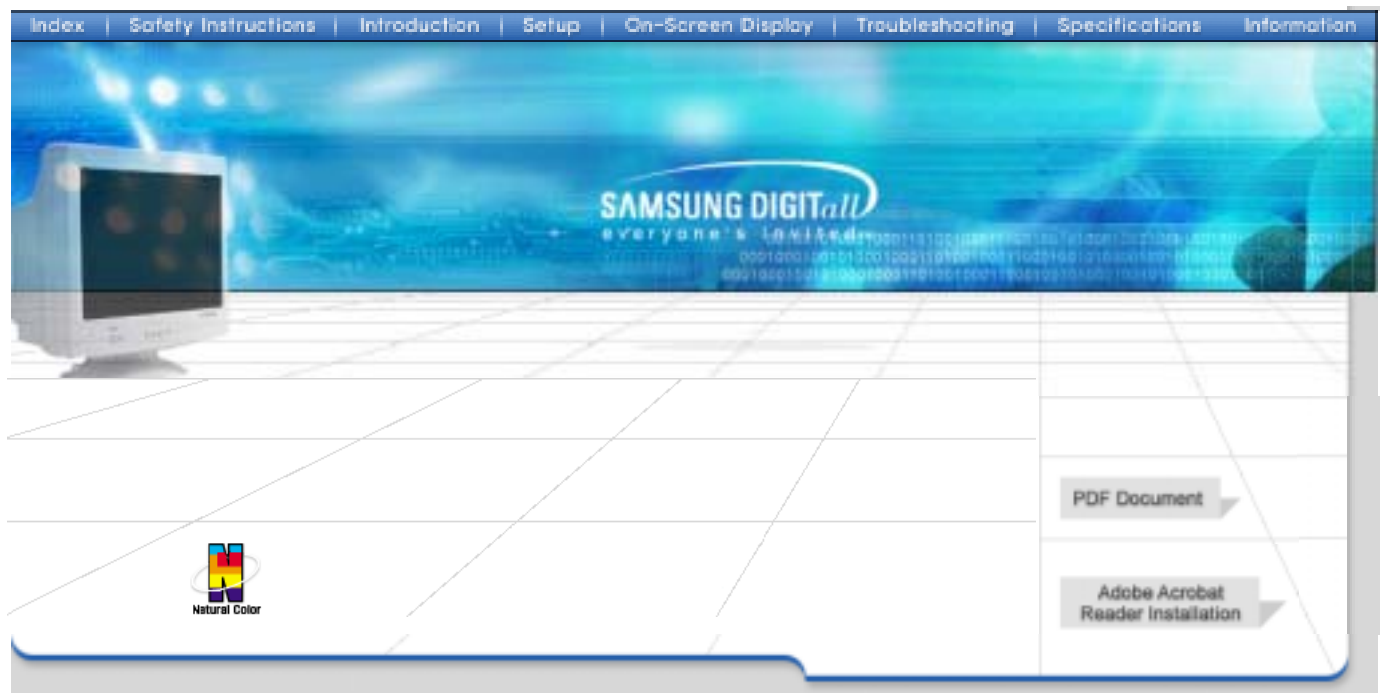 Index | Safety Instructions | Introduction | Setup | On-Screen Display | Troubleshooting | Specifications Information
SAMSUNG DIGITall
everyone's invited
PDF Document
Natural Color
Adobe Acrobat
Reader Installation